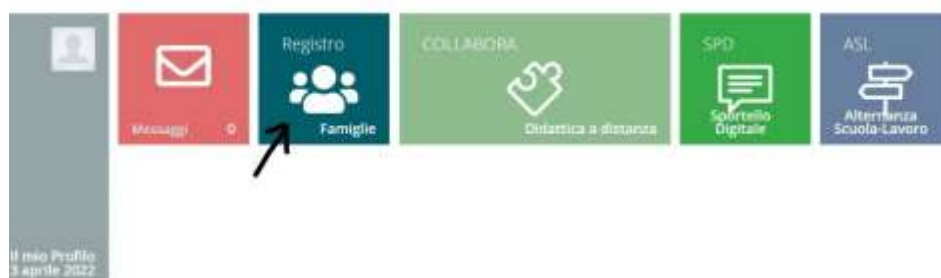 Registro
COLLABORA
SPD
ASL
Messaggi 0
Famiglie
Didattica a distanza
Sportello
Digitale
Alternanza
Scuola-Lavoro
Il mio Profilo
3 aprile 2022